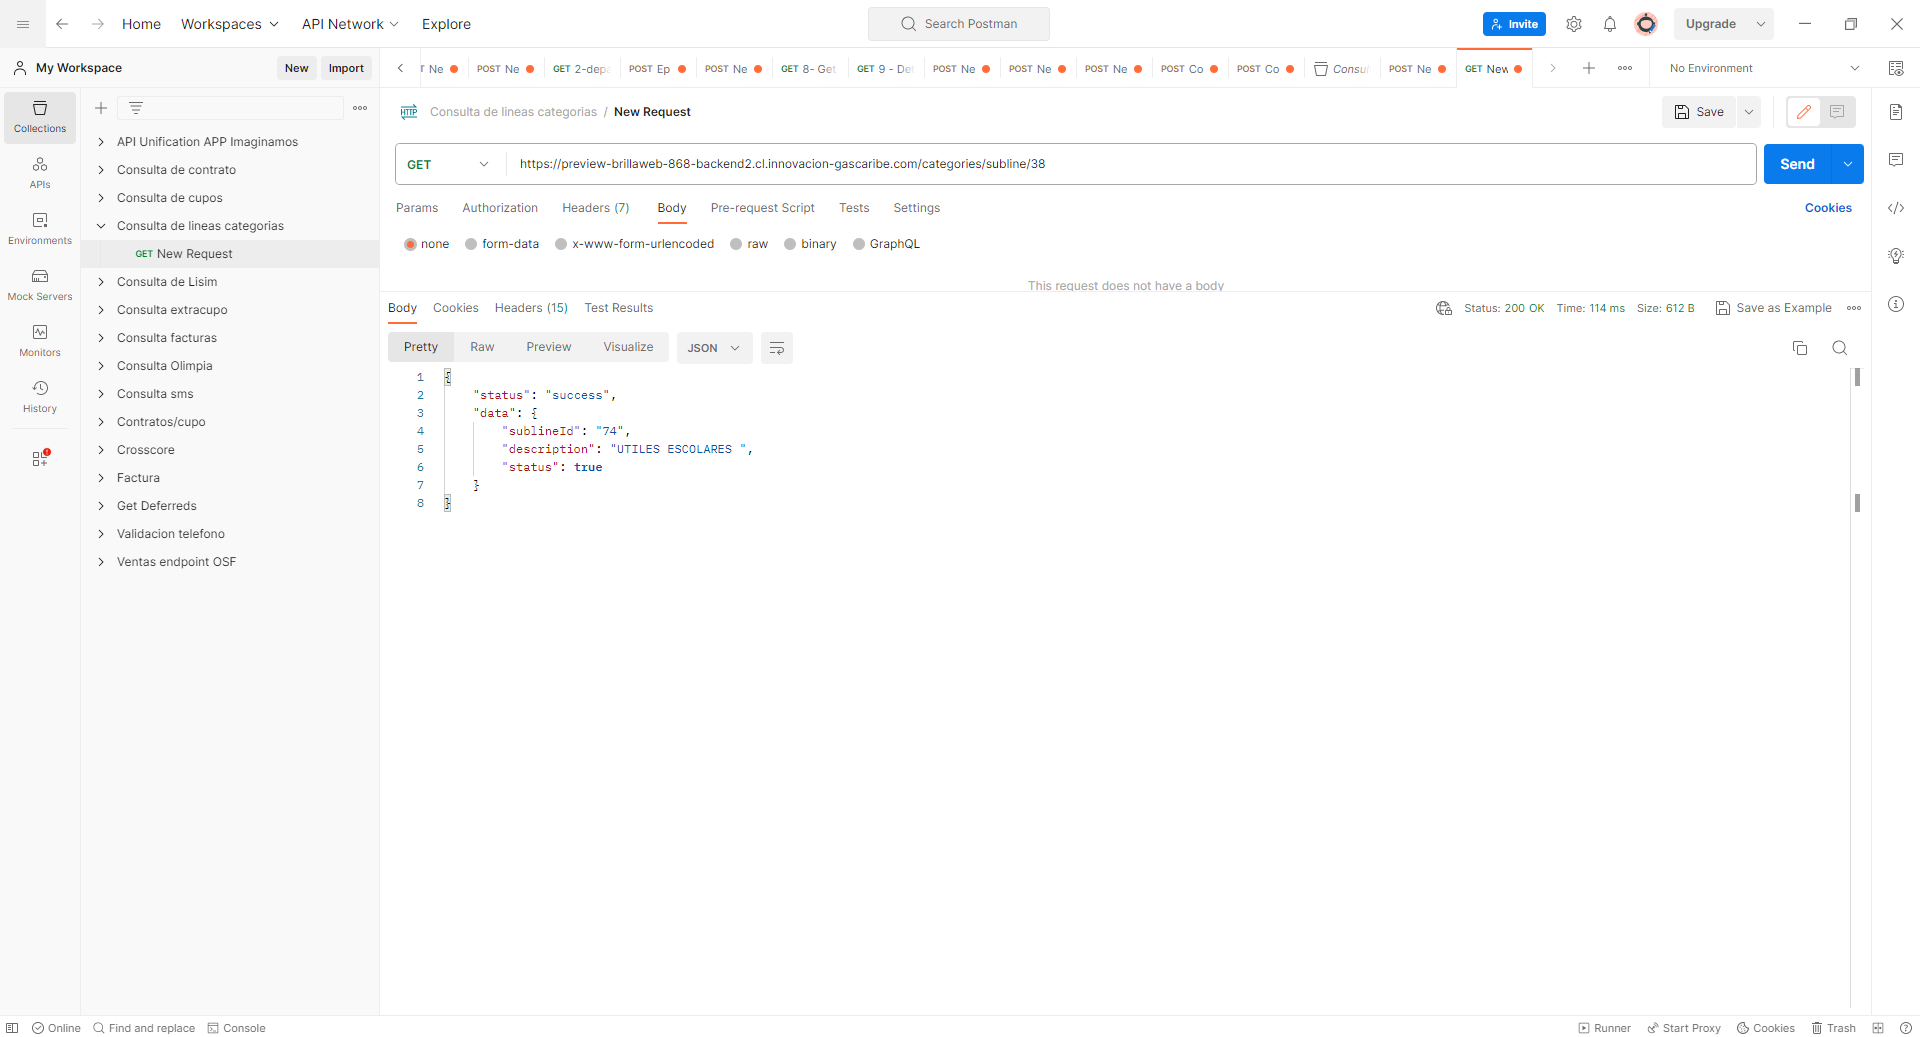 Home Workspaces API Network Explore Search Postman Invite Upgrade
My Workspace New Import Ne POST Ne GET 2-depa POST Ep POST Ne GET 8- Get GET 9 - Det POST Ne POST Ne POST Ne POST Co POST Co Consul POST Ne GET New No Environment
Collections
APIs
Environments
Mock Servers
Monitors
History
API Unification APP Imaginamos
Consulta de contrato
Consulta de cupos
Consulta de lineas categorias
GET New Request
Consulta de Lisim
Consulta extracupo
Consulta facturas
Consulta Olimpia
Consulta sms
Contratos/cupo
Crosscore
Factura
Get Deferreds
Validacion telefono
Ventas endpoint OSF
HTTP Consulta de lineas categorias / New Request Save
GET https://preview-brillaweb-868-backend2.cl.innovacion-gascaribe.com/categories/subline/38 Send
Params Authorization Headers (7) Body Pre-request Script Tests Settings Cookies
none form-data x-www-form-urlencoded raw binary GraphQL
This request does not have a body
Body Cookies Headers (15) Test Results Status: 200 OK Time: 114 ms Size: 612 B Save as Example
Pretty Raw Preview Visualize JSON
1 {
2 "status": "success",
3 "data": {
4 "sublineId": "74",
5 "description": "UTILES ESCOLARES ",
6 "status": true
7 }
8 }
Online Find and replace Console Runner Start Proxy Cookies Trash